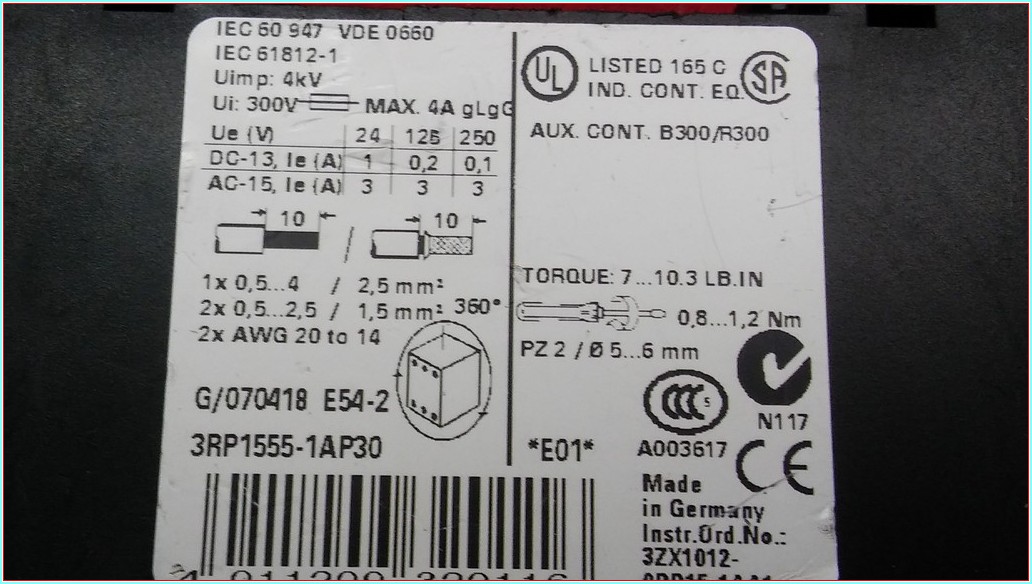 IEC 60 947 VDE 0660
IEC 61812-1
Uimp: 4kV
Ui: 300V MAX. 4A gLgG
Ue (V) 24 125 250
DC-13, Ie (A) 1 0,2 0,1
AC-15, Ie (A) 3 3 3
10 / 10
1x 0,5...4 / 2,5 mm²
2x 0,5...2,5 / 1,5 mm² 360°
2x AWG 20 to 14
G/070418 E54-2
3RP1555-1AP30
UL LISTED 165 C SA
IND. CONT. EQ.
AUX. CONT. B300/R300
TORQUE: 7...10.3 LB.IN
0,8...1,2 Nm
PZ 2 / Ø 5...6 mm
CCC S
N117
*E01* A003617 CE
Made
in Germany
Instr.Ord.No.:
3ZX1012-